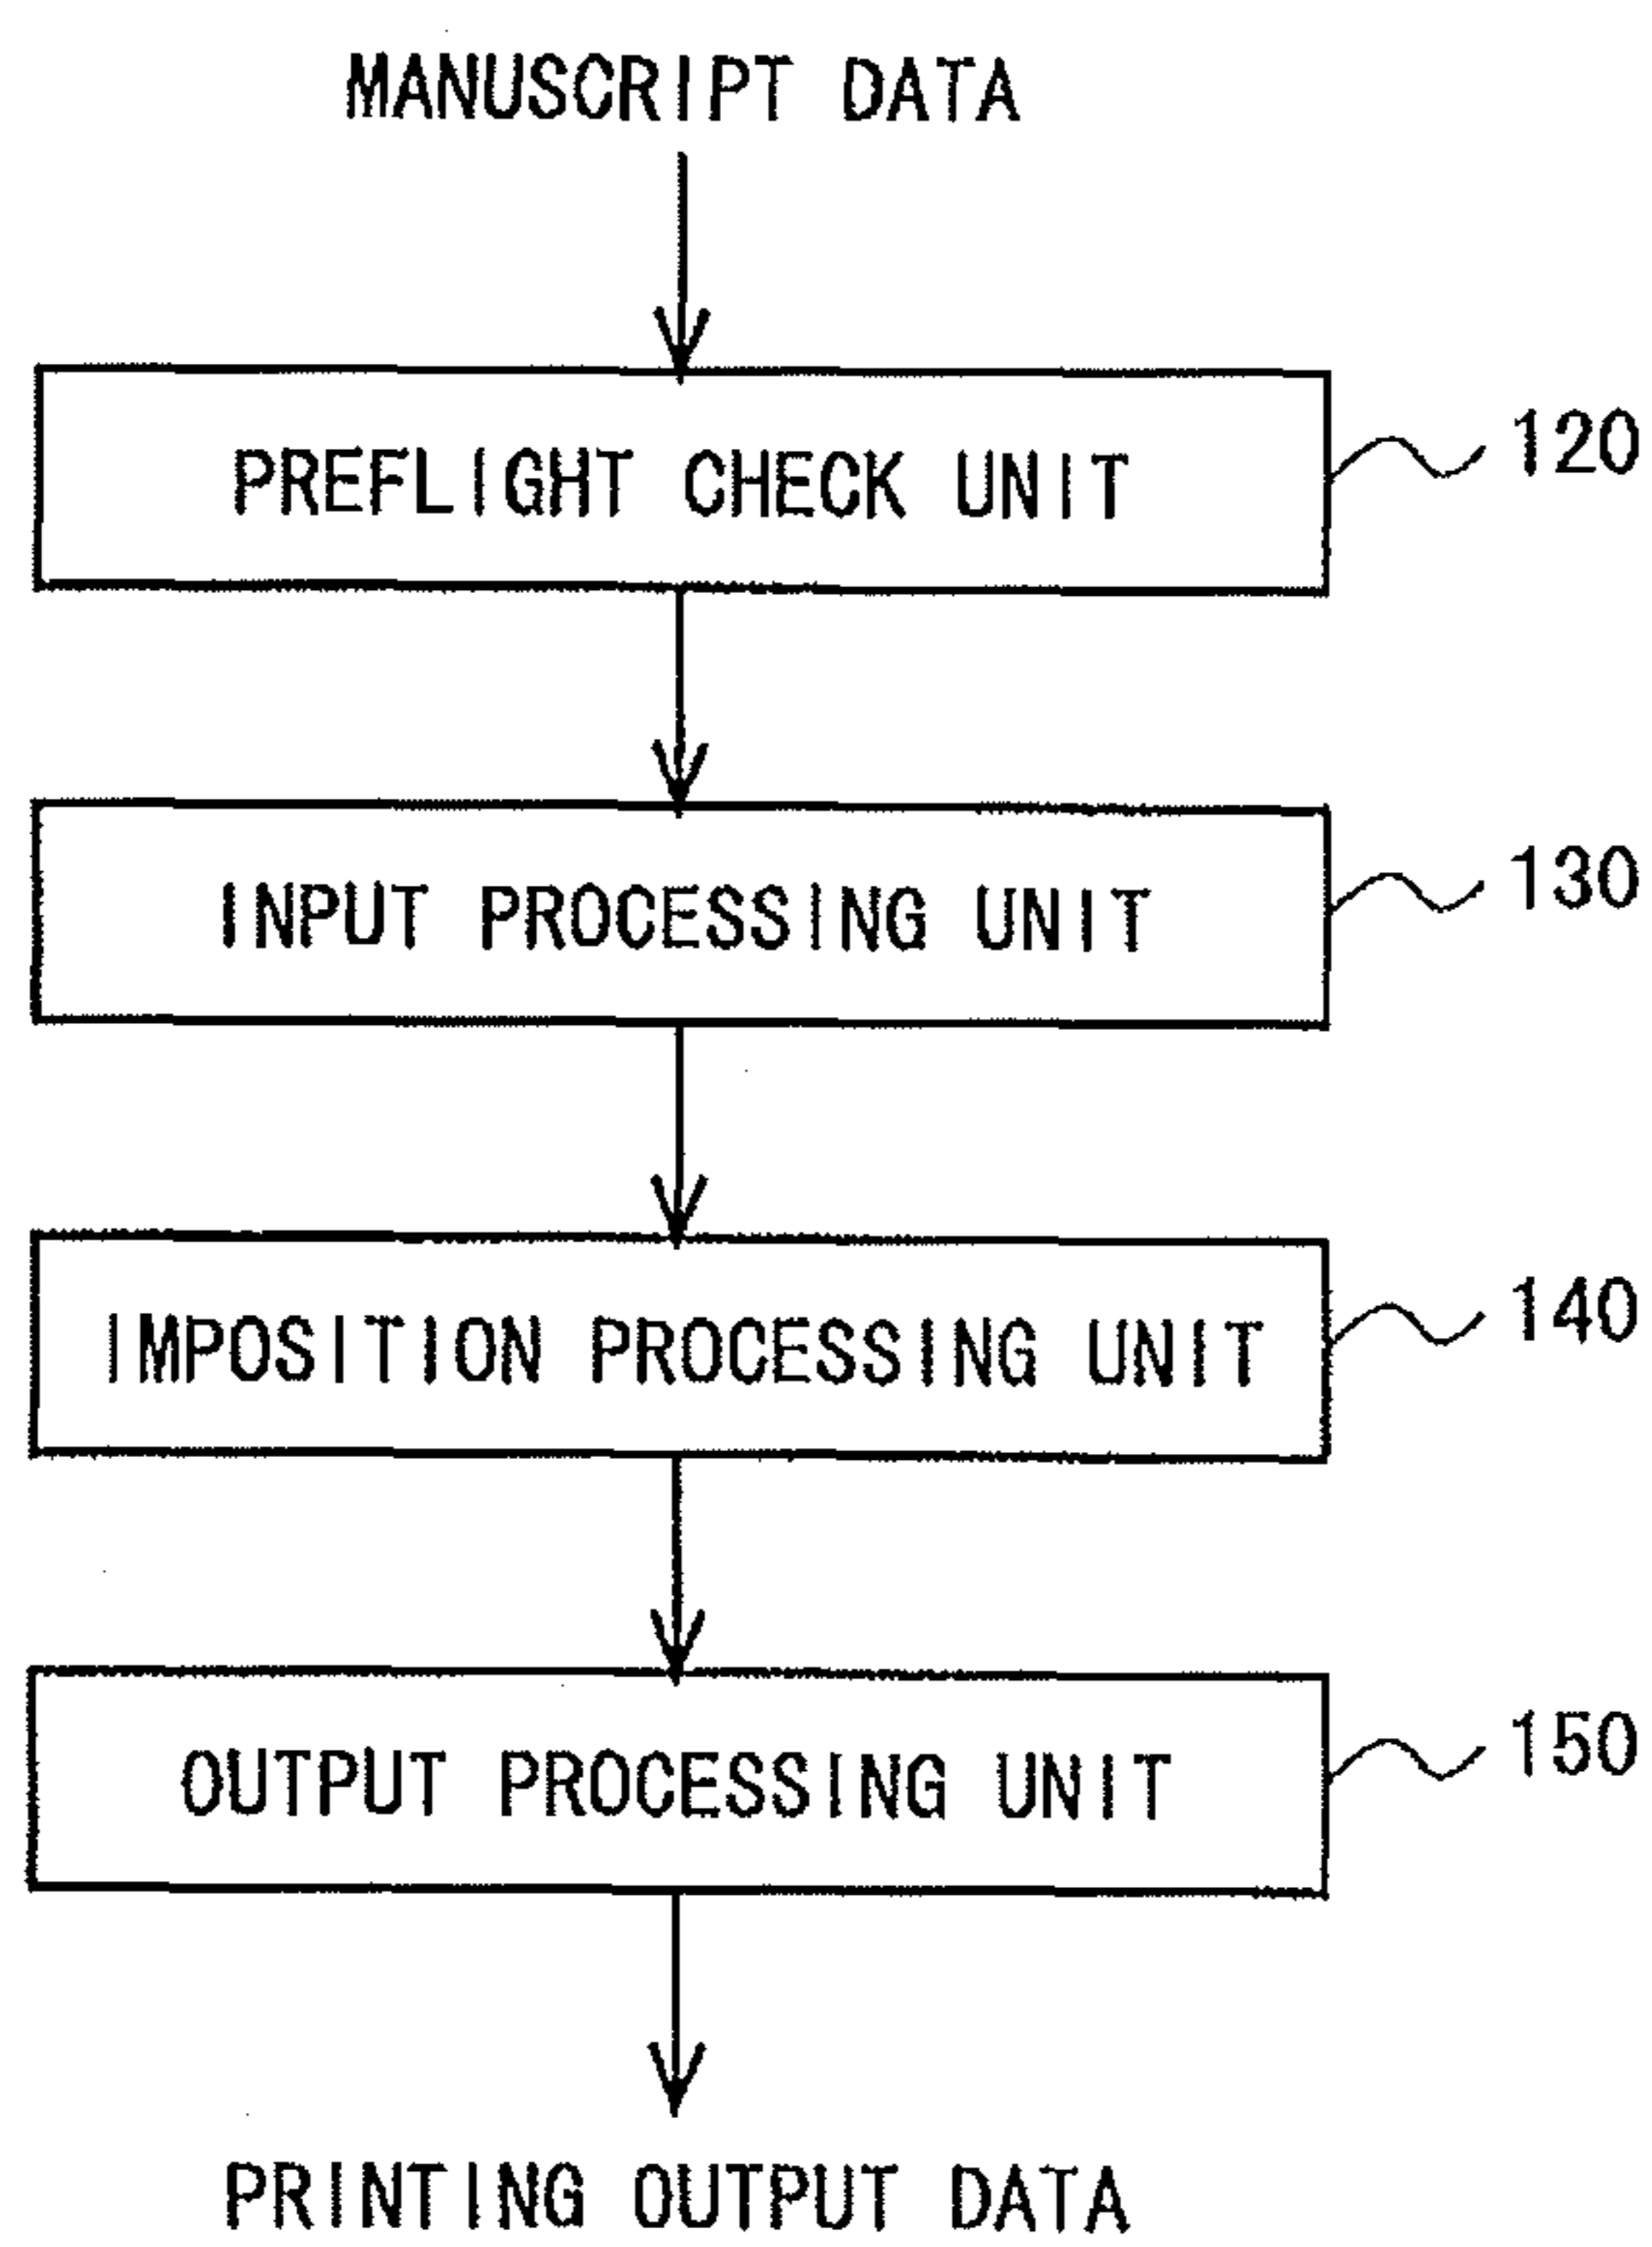 MANUSCRIPT DATA
PREFLIGHT CHECK UNIT
120
INPUT PROCESSING UNIT
130
IMPOSITION PROCESSING UNIT
140
OUTPUT PROCESSING UNIT
150
PRINTING OUTPUT DATA